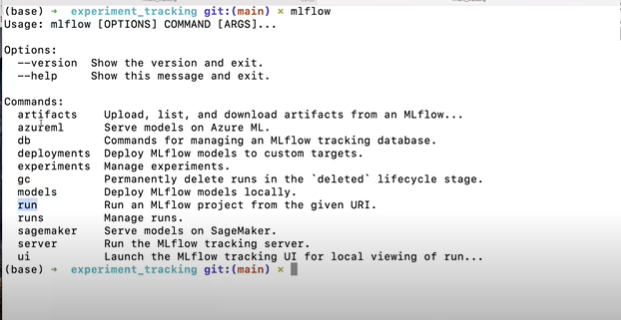 (base) → experiment_tracking git:(main) × mlflow
Usage: mlflow [OPTIONS] COMMAND [ARGS]...
Options:
--version  Show the version and exit.
--help     Show this message and exit.
Commands:
artifacts    Upload, list, and download artifacts from an MLflow...
azureml      Serve models on Azure ML.
db           Commands for managing an MLflow tracking database.
deployments  Deploy MLflow models to custom targets.
experiments  Manage experiments.
gc           Permanently delete runs in the `deleted` lifecycle stage.
models       Deploy MLflow models locally.
run          Run an MLflow project from the given URI.
runs         Manage runs.
sagemaker    Serve models on SageMaker.
server       Run the MLflow tracking server.
ui           Launch the MLflow tracking UI for local viewing of run...
(base) → experiment_tracking git:(main) ×